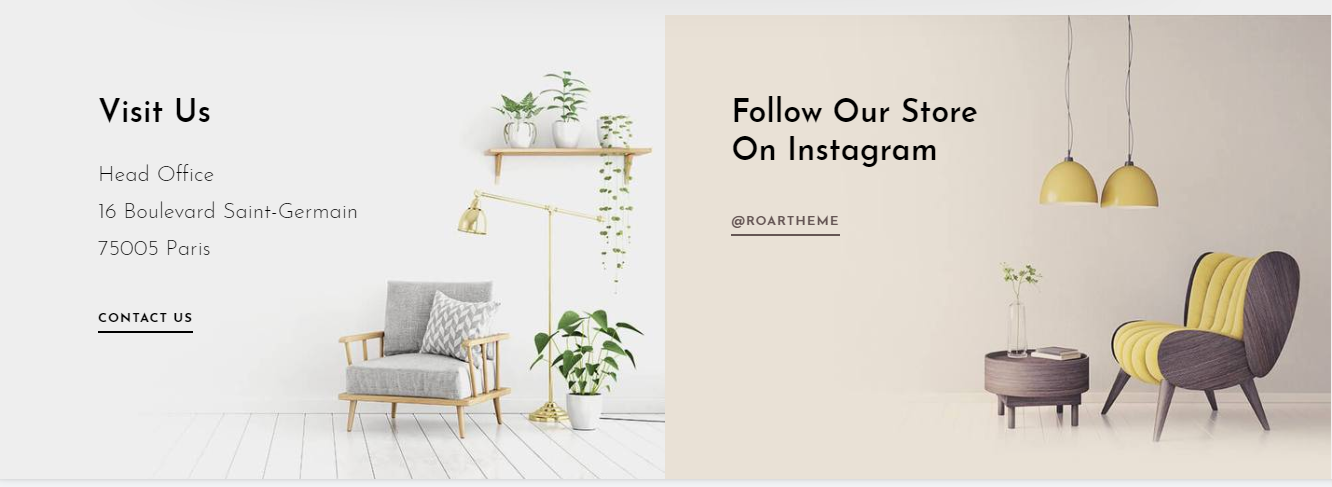 Visit Us
Head Office
16 Boulevard Saint-Germain
75005 Paris
CONTACT US
Follow Our Store
On Instagram
@ROARTHEME